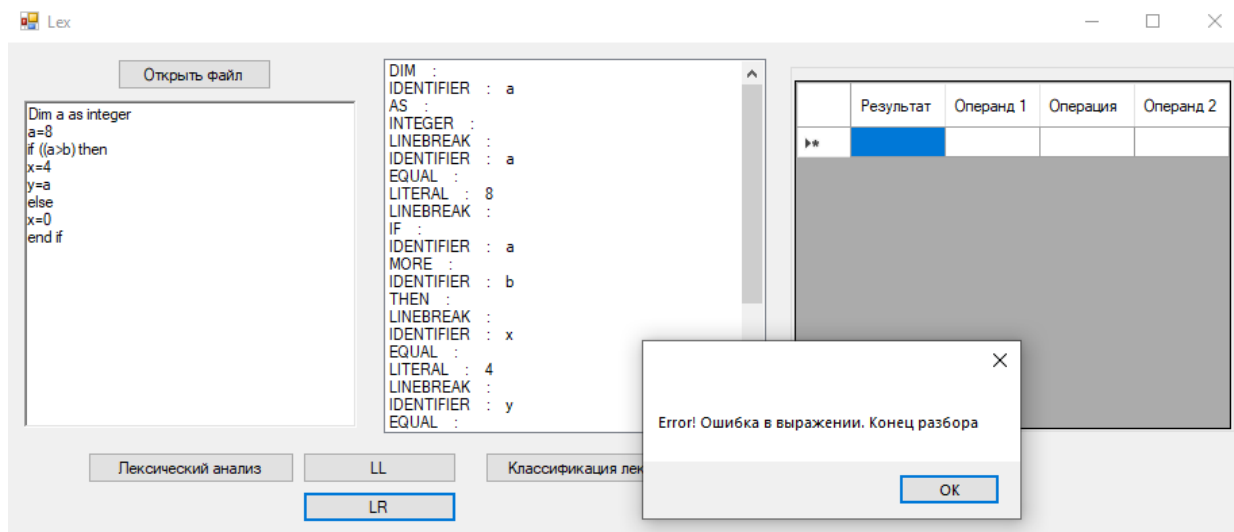 Lex
Открыть файл
Dim a as integer
a=8
if ((a>b) then
x=4
y=a
else
x=0
end if
DIM :
IDENTIFIER : a
AS :
INTEGER :
LINEBREAK :
IDENTIFIER : a
EQUAL :
LITERAL : 8
LINEBREAK :
IF :
IDENTIFIER : a
MORE :
IDENTIFIER : b
THEN :
LINEBREAK :
IDENTIFIER : x
EQUAL :
LITERAL : 4
LINEBREAK :
IDENTIFIER : y
EQUAL :
Результат Операнд 1 Операция Операнд 2
Error! Ошибка в выражении. Конец разбора
OK
Лексический анализ
LL
Классификация лек
LR